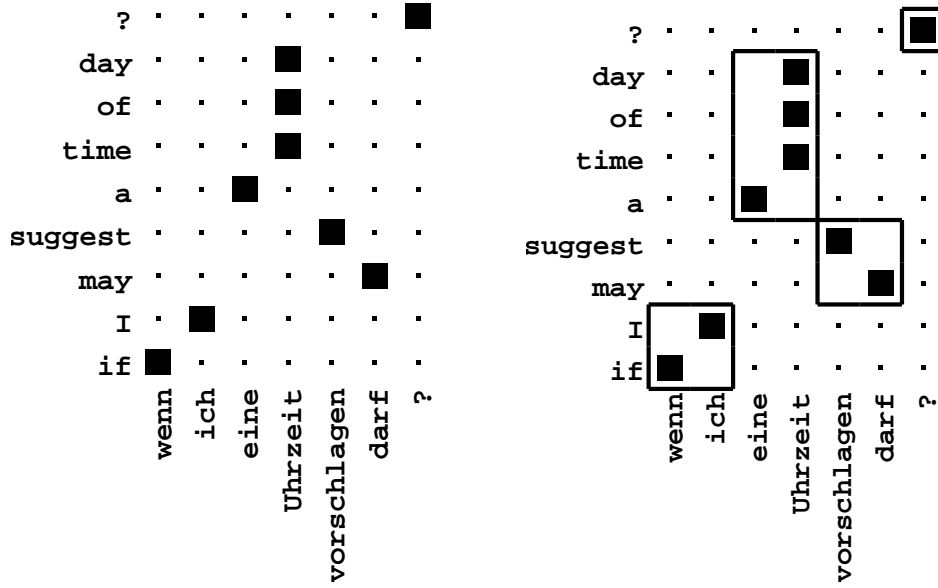 ?
day
of
time
a
suggest
may
I
if
wenn
ich
eine
Uhrzeit
vorschlagen
darf
?
?
day
of
time
a
suggest
may
I
if
wenn
ich
eine
Uhrzeit
vorschlagen
darf
?